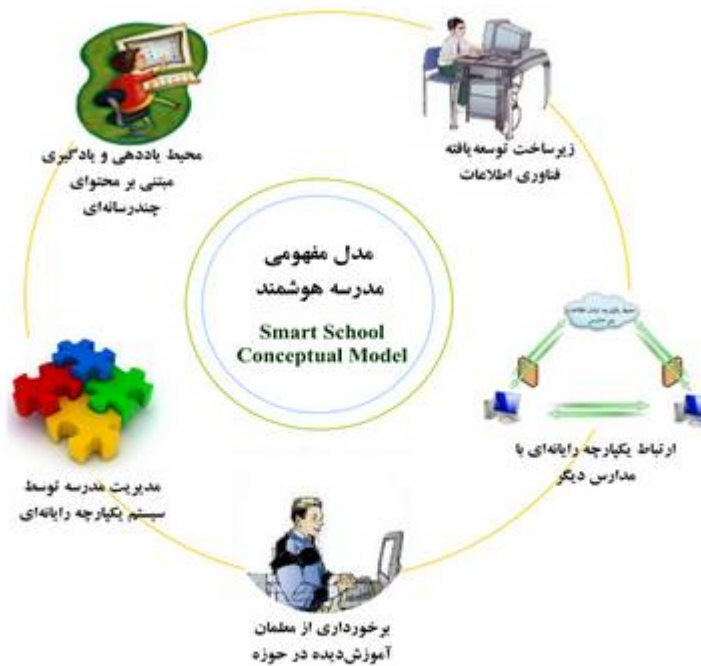 محیط یاددهی و یادگیری
مبتنی بر محتوای
چندرسانه‌ای
زیرساخت توسعه‌یافته
فناوری اطلاعات
مدل مفهومی
مدرسه هوشمند
Smart School
Conceptual Model
ارتباط یکپارچه رایانه‌ای با
مدارس دیگر
مدیریت مدرسه توسط
سیستم یکپارچه رایانه‌ای
برخورداری از معلمان
آموزش‌دیده در حوزه